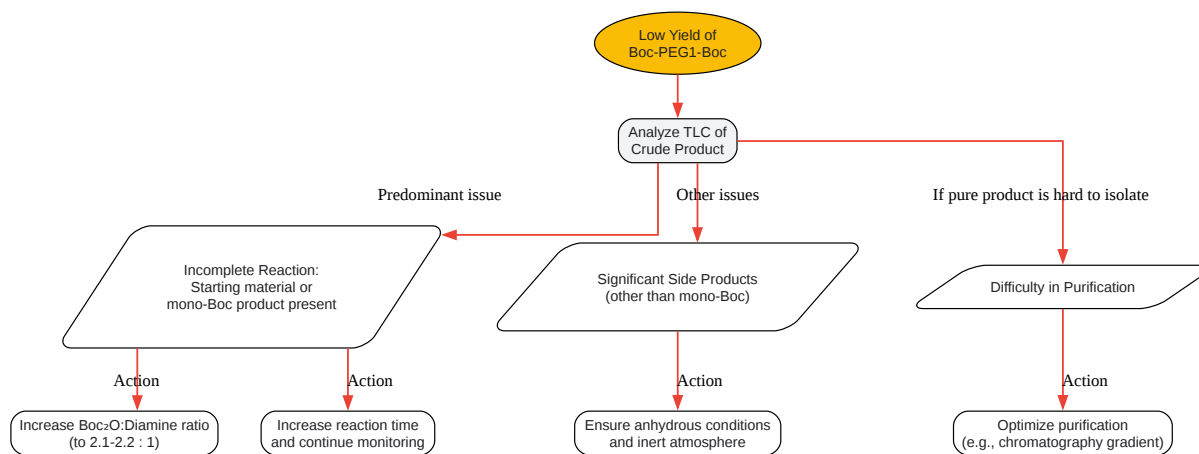 Low Yield of
Boc-PEG1-Boc
Analyze TLC of
Crude Product
Predominant issue
Other issues
If pure product is hard to isolate
Incomplete Reaction:
Starting material or
mono-Boc product present
Significant Side Products
(other than mono-Boc)
Difficulty in Purification
Action
Action
Action
Action
Increase Boc₂O:Diamine ratio
(to 2.1-2.2 : 1)
Increase reaction time
and continue monitoring
Ensure anhydrous conditions
and inert atmosphere
Optimize purification
(e.g., chromatography gradient)